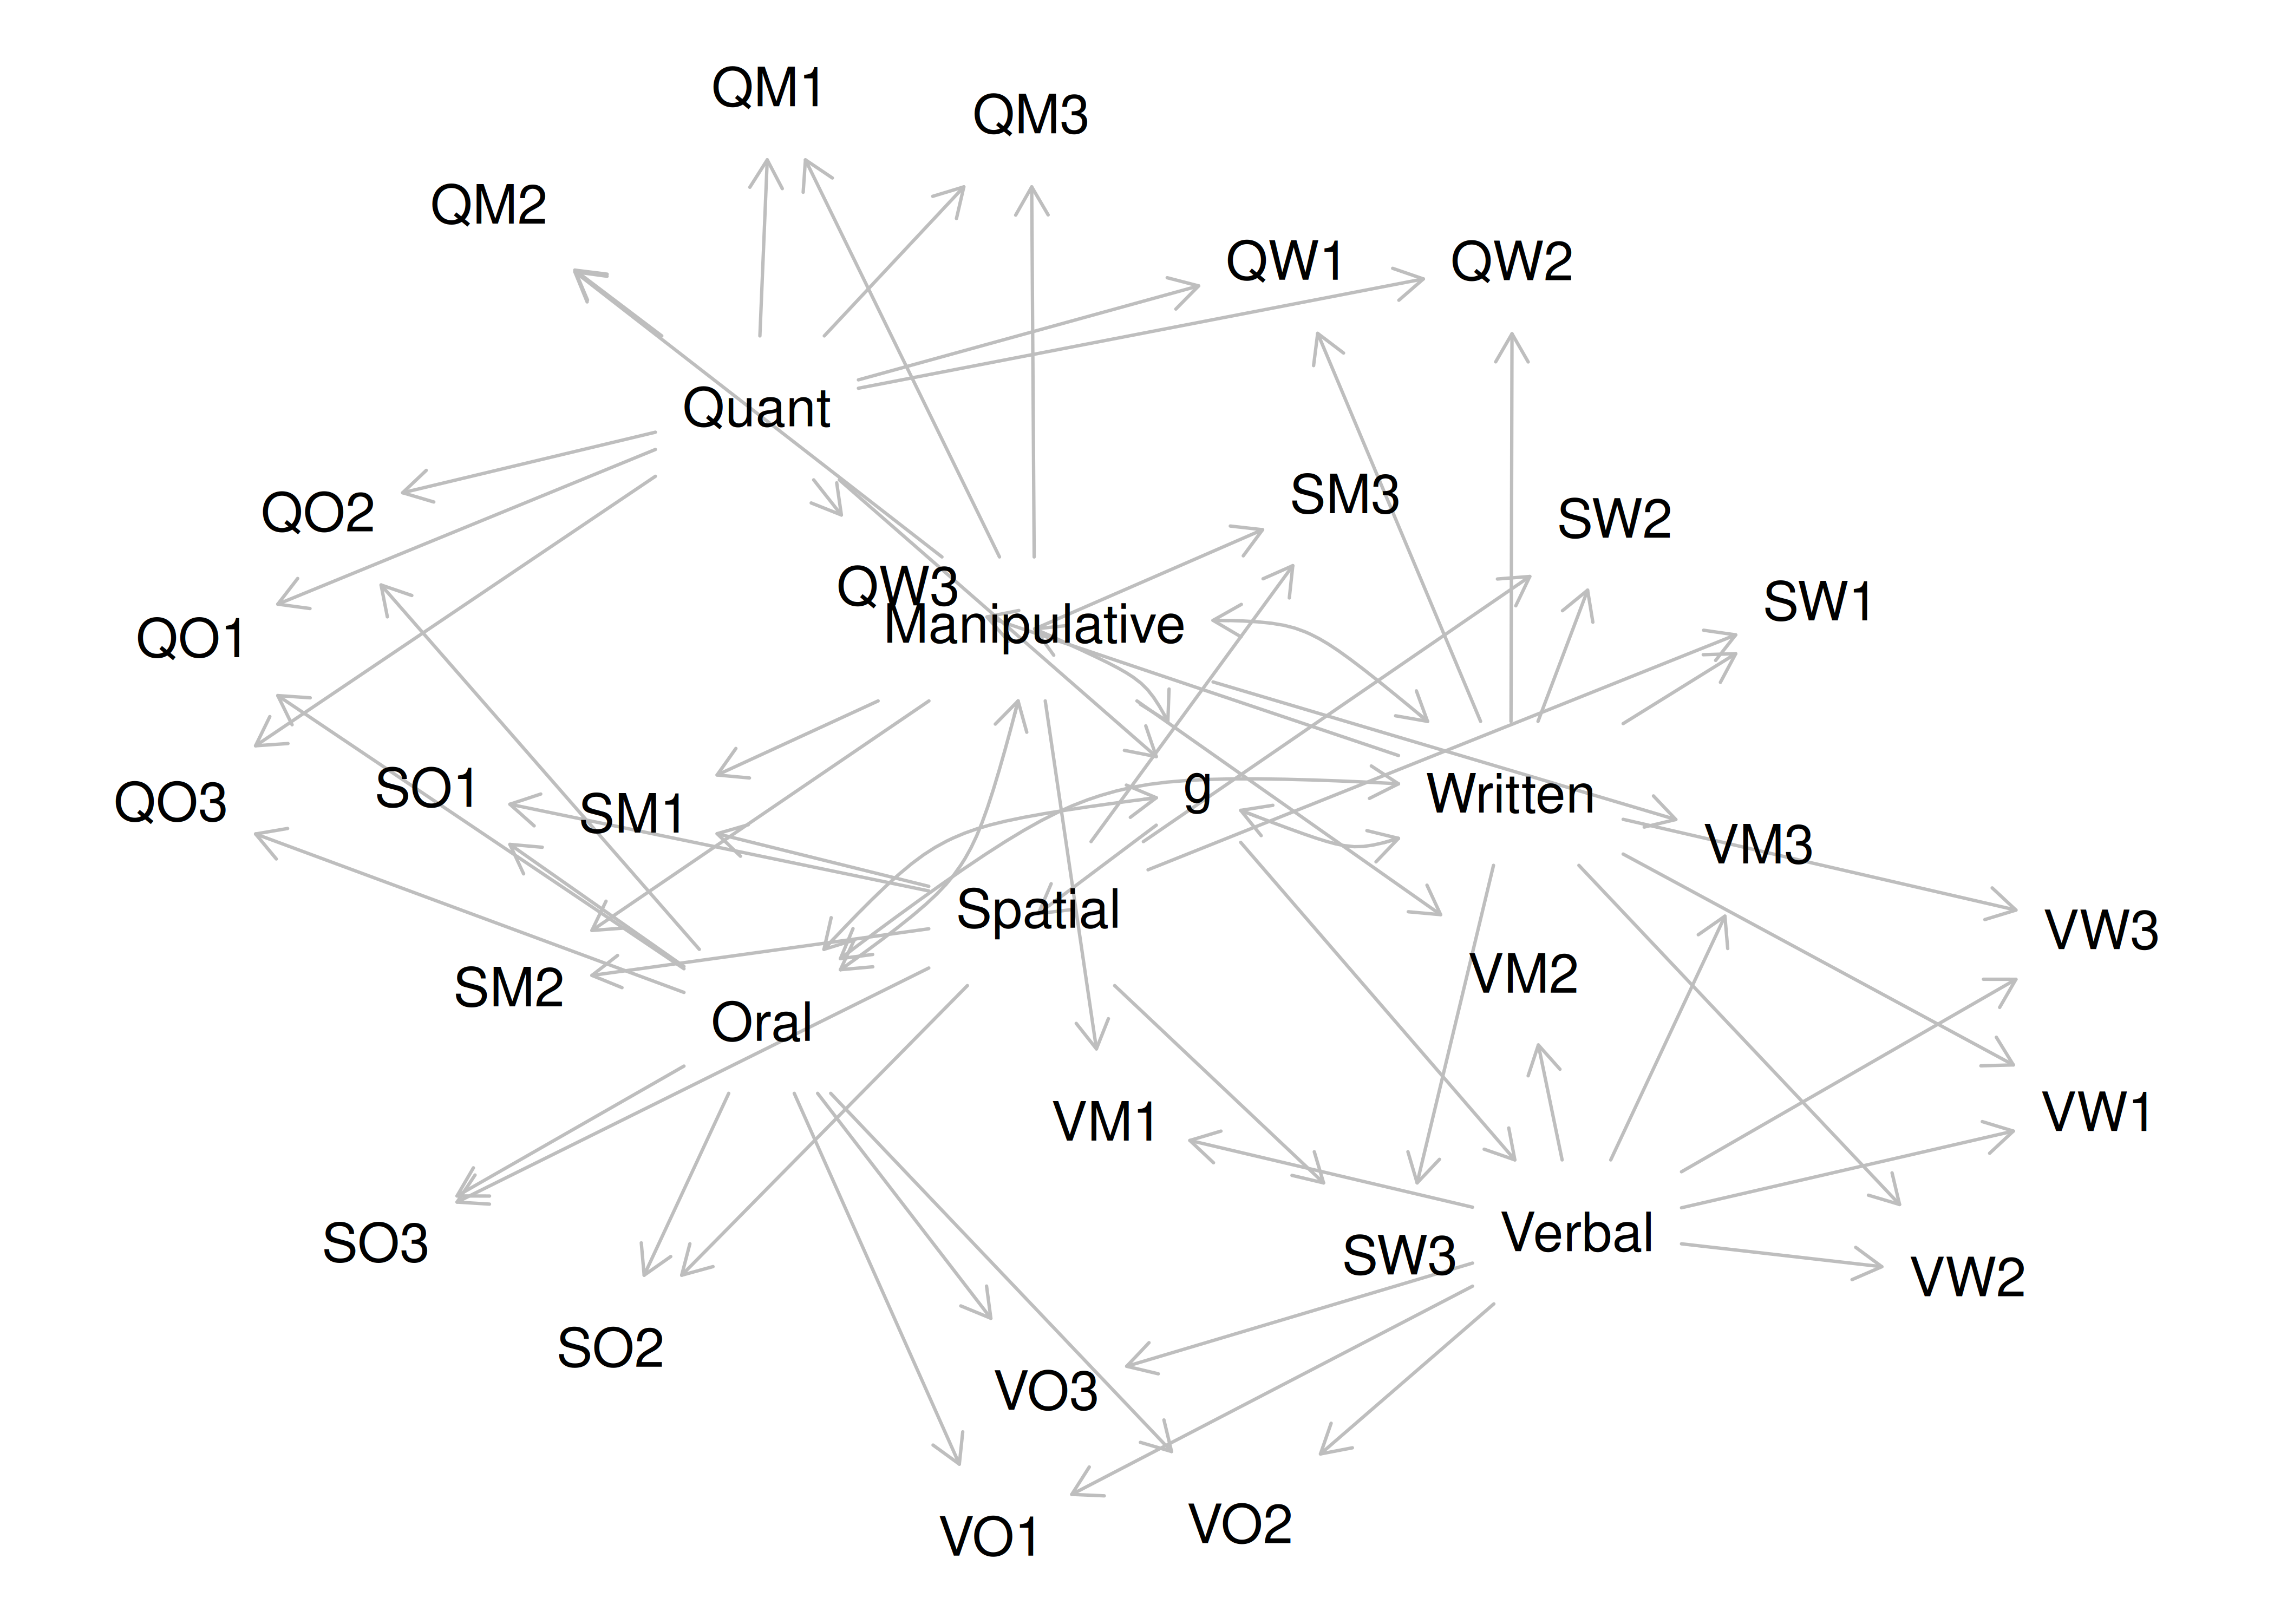 QM1
QM3
QM2
QW1
QW2
Quant
SM3
QO2
SW2
QW3
SW1
Manipulative
QO1
g
SO1
Written
QO3
SM1
VM3
Spatial
VW3
VM2
SM2
Oral
VW1
VM1
Verbal
SO3
SW3
VW2
SO2
VO3
VO2
VO1